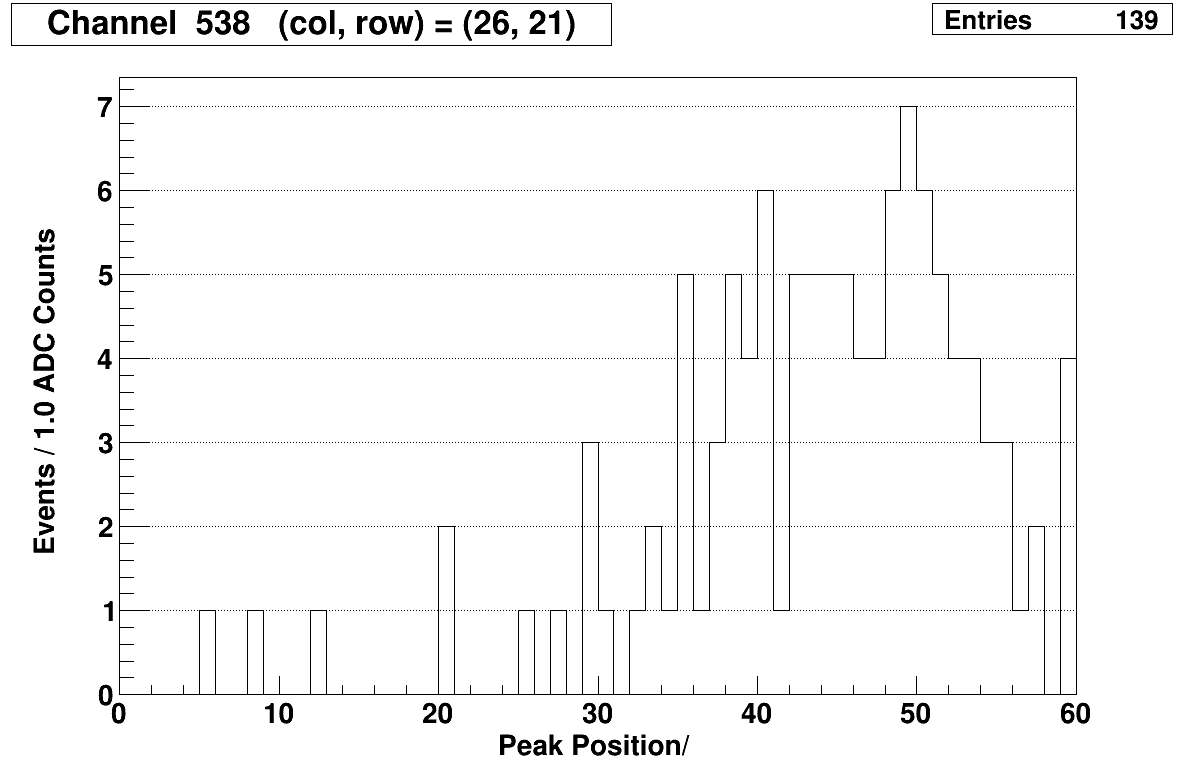 Channel 538 (col, row) = (26, 21)
Entries 139
7
6
5
4
3
2
1
0
Events / 1.0 ADC Counts
0 10 20 30 40 50 60
Peak Position/